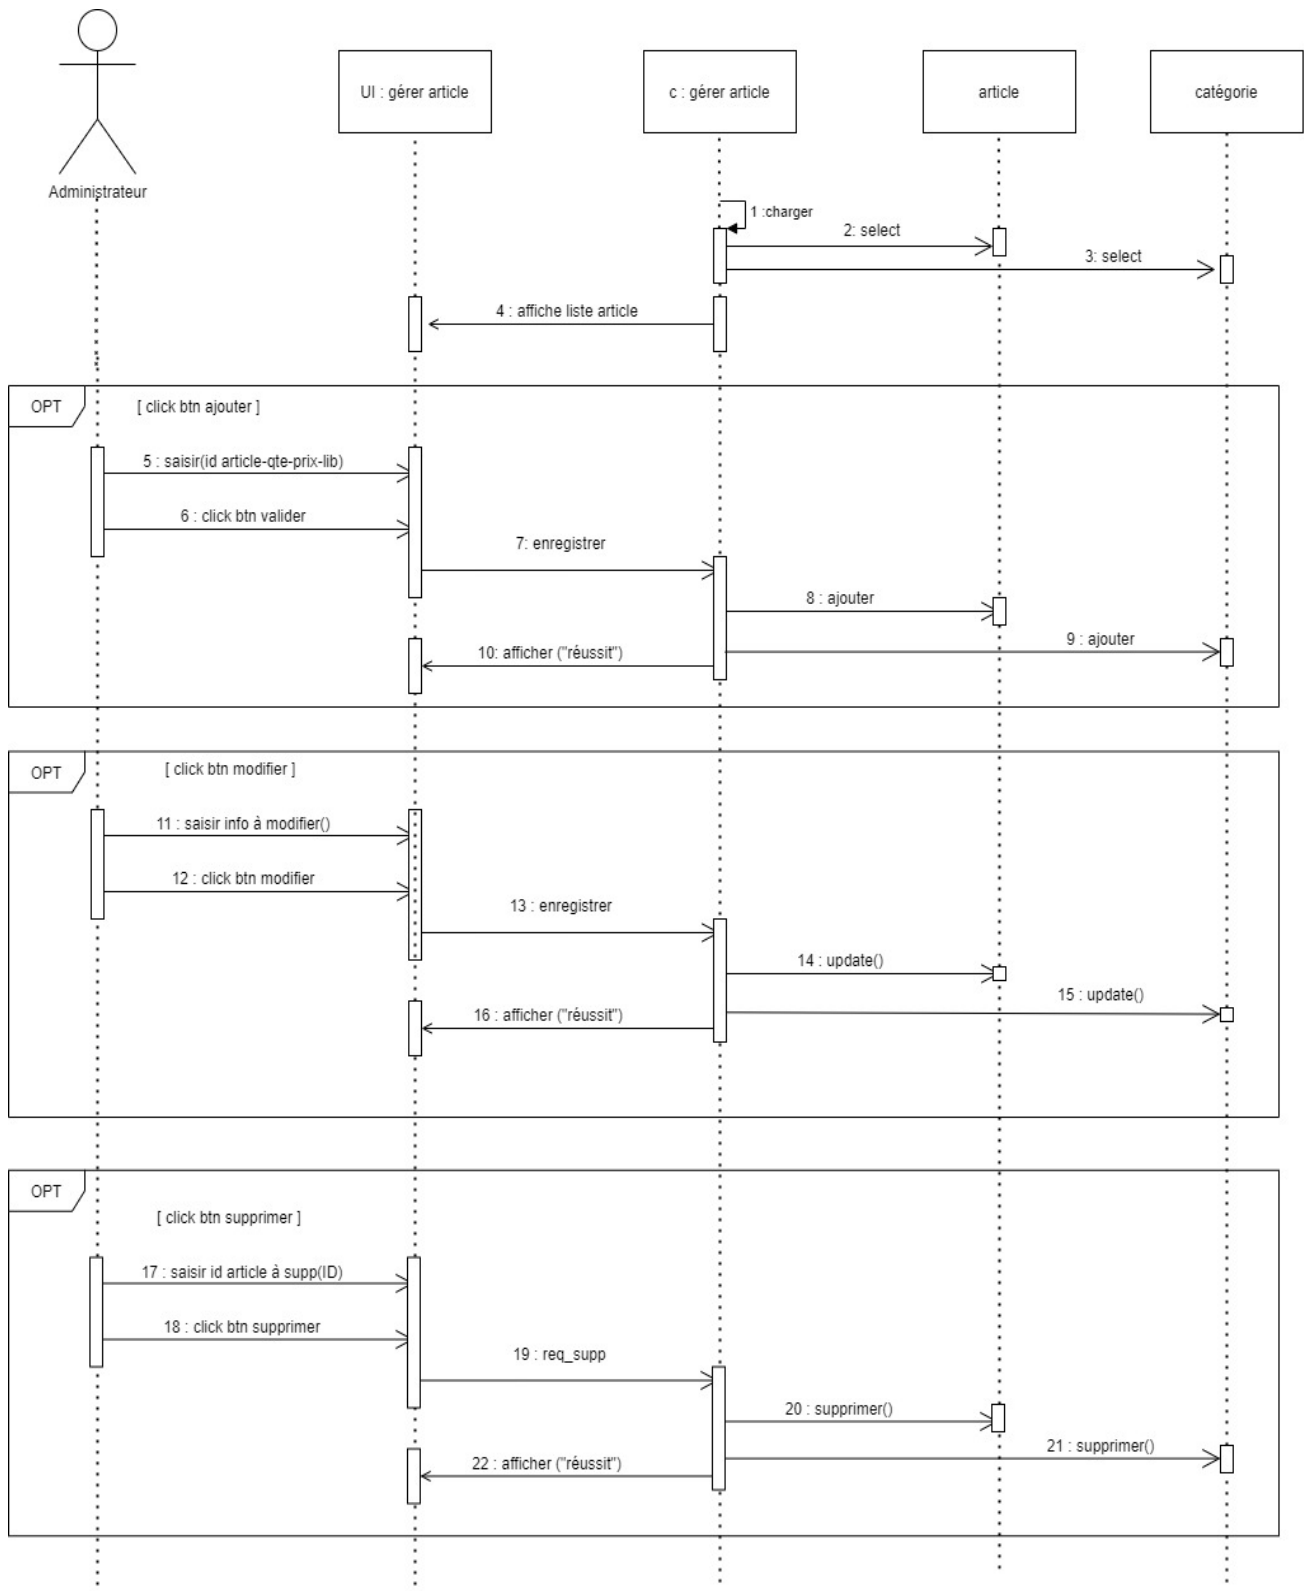 UI : gérer article
c : gérer article
article
catégorie
Administrateur
1 :charger
2: select
3: select
4 : affiche liste article
OPT
[ click btn ajouter ]
5 : saisir(id article-qte-prix-lib)
6 : click btn valider
7: enregistrer
8 : ajouter
9 : ajouter
10: afficher ("réussit")
OPT
[ click btn modifier ]
11 : saisir info à modifier()
12 : click btn modifier
13 : enregistrer
14 : update()
15 : update()
16 : afficher ("réussit")
OPT
[ click btn supprimer ]
17 : saisir id article à supp(ID)
18 : click btn supprimer
19 : req_supp
20 : supprimer()
21 : supprimer()
22 : afficher ("réussit")